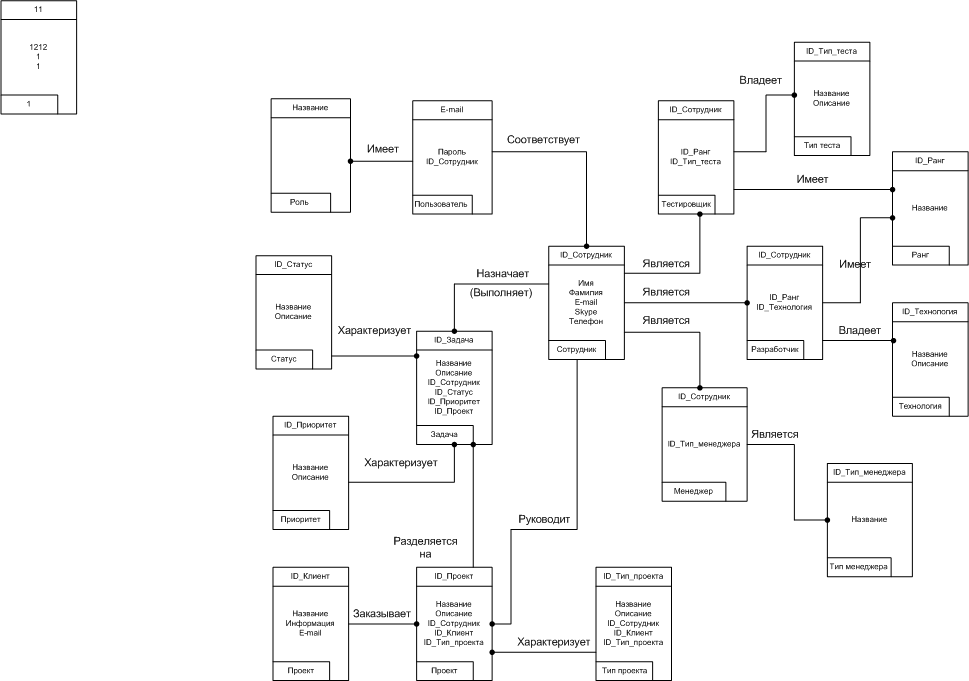 11
1212
1
1
1
Название
Роль
Имеет
E-mail
Пароль
ID_Сотрудник
Пользователь
Соответствует
ID_Сотрудник
ID_Ранг
ID_Тип_теста
Тестировщик
Владеет
ID_Тип_теста
Название
Описание
Тип теста
Имеет
ID_Ранг
Название
Ранг
Имеет
ID_Статус
Название
Описание
Статус
Характеризует
Назначает
(Выполняет)
ID_Сотрудник
Имя
Фамилия
E-mail
Skype
Телефон
Сотрудник
Является
Является
Является
ID_Сотрудник
ID_Ранг
ID_Технология
Разработчик
Владеет
ID_Технология
Название
Описание
Технология
ID_Задача
Название
Описание
ID_Сотрудник
ID_Статус
ID_Приоритет
ID_Проект
Задача
ID_Приоритет
Название
Описание
Приоритет
Характеризует
ID_Сотрудник
ID_Тип_менеджера
Менеджер
Является
ID_Тип_менеджера
Название
Тип менеджера
Разделяется
на
Руководит
ID_Клиент
Название
Информация
E-mail
Проект
Заказывает
ID_Проект
Название
Описание
ID_Сотрудник
ID_Клиент
ID_Тип_проекта
Проект
Характеризует
ID_Тип_проекта
Название
Описание
ID_Сотрудник
ID_Клиент
ID_Тип_проекта
Тип проекта